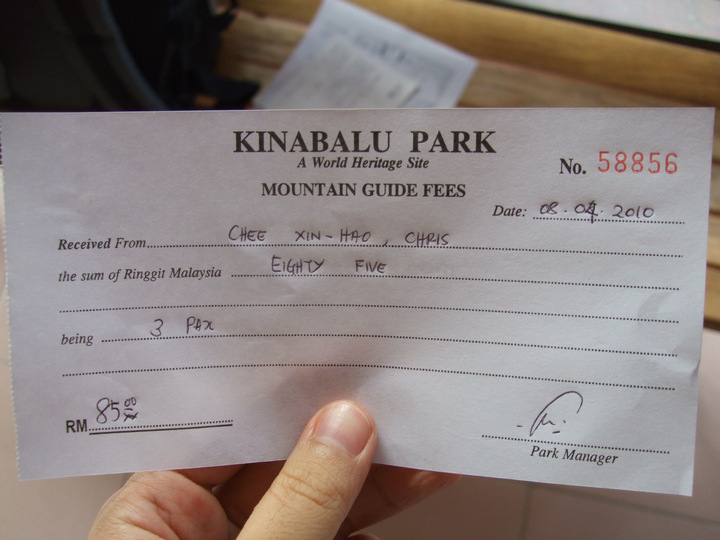 KINABALU PARK
A World Heritage Site
No. 58856
MOUNTAIN GUIDE FEES
Date: 08.04.2010
Received From CHEE XIN-HAO, CHRIS
the sum of Ringgit Malaysia EIGHTY FIVE
being 3 PAX
RM 85.00
Park Manager